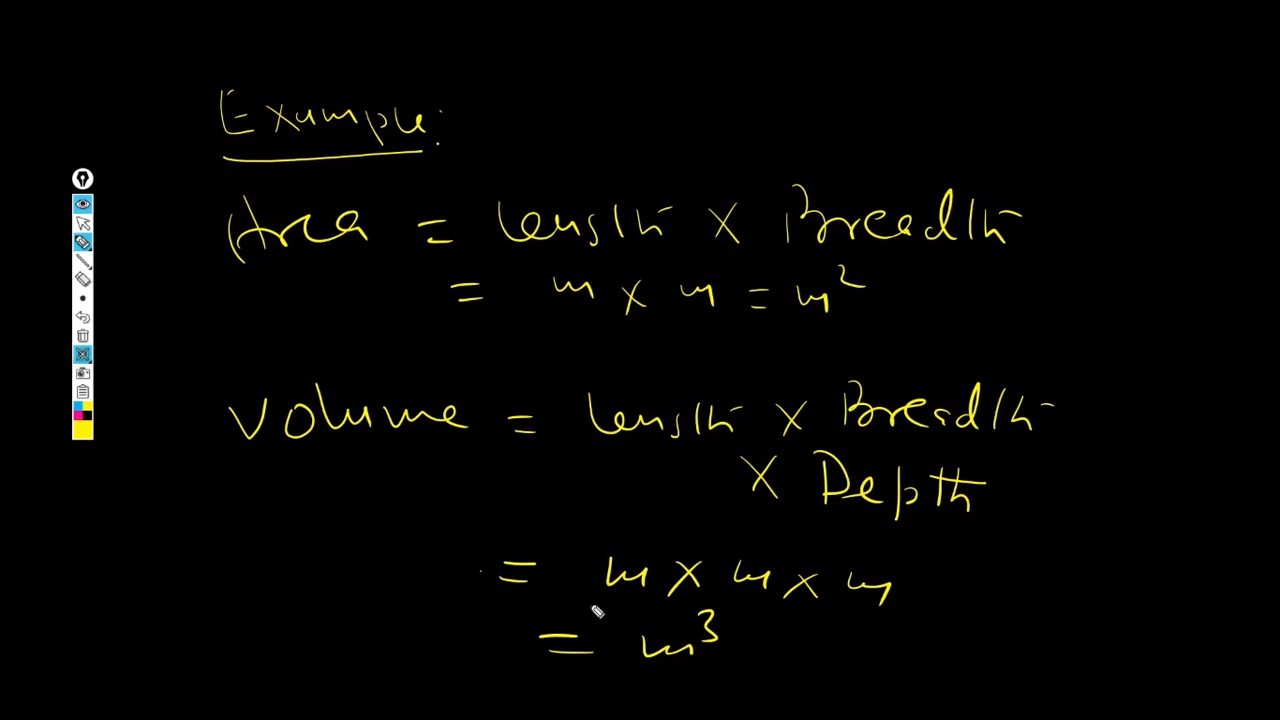 Example:
Area = length × Breadth
= m × m = m²
Volume = length × Breadth
× Depth
= m × m × m
= m³